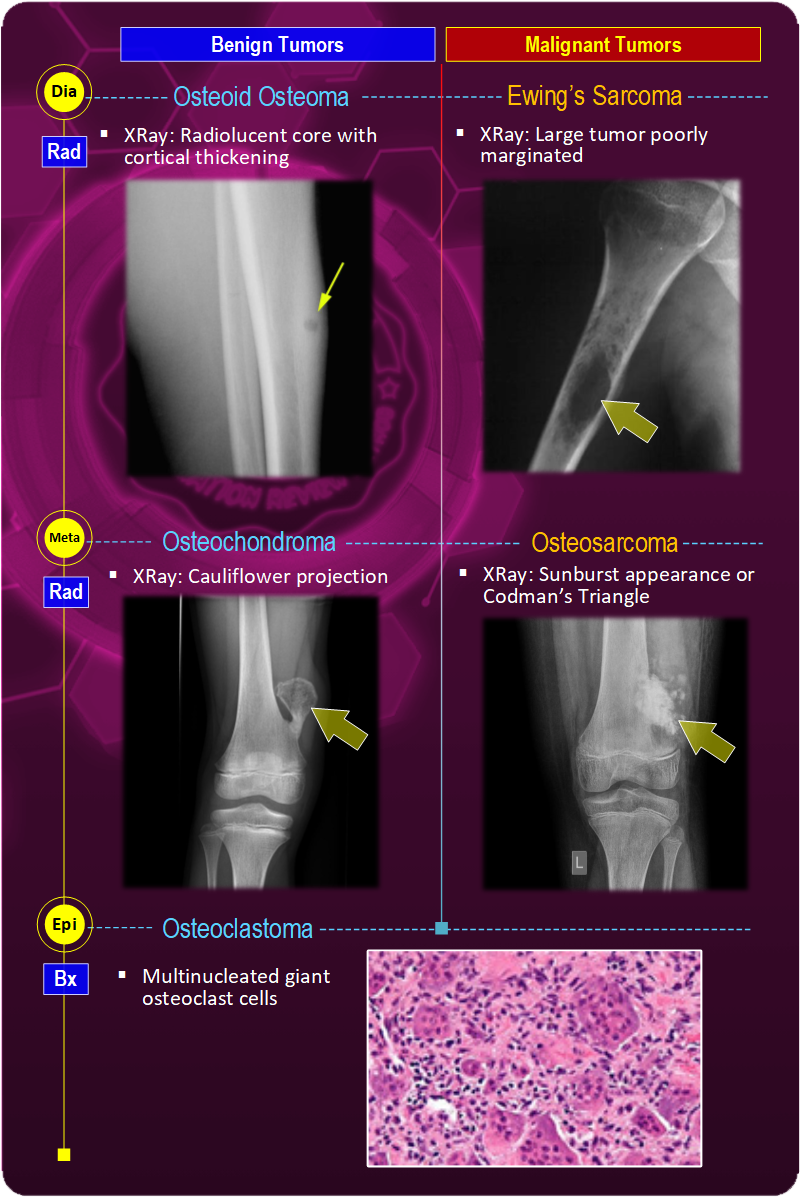 Benign Tumors
Malignant Tumors
Dia
Osteoid Osteoma
Ewing's Sarcoma
Rad
▪ XRay: Radiolucent core with
cortical thickening
▪ XRay: Large tumor poorly
marginated
ATION REVIEW
Meta
Osteochondroma
Osteosarcoma
Rad
▪ XRay: Cauliflower projection
▪ XRay: Sunburst appearance or
Codman's Triangle
L
Epi
Osteoclastoma
Bx
▪ Multinucleated giant
osteoclast cells